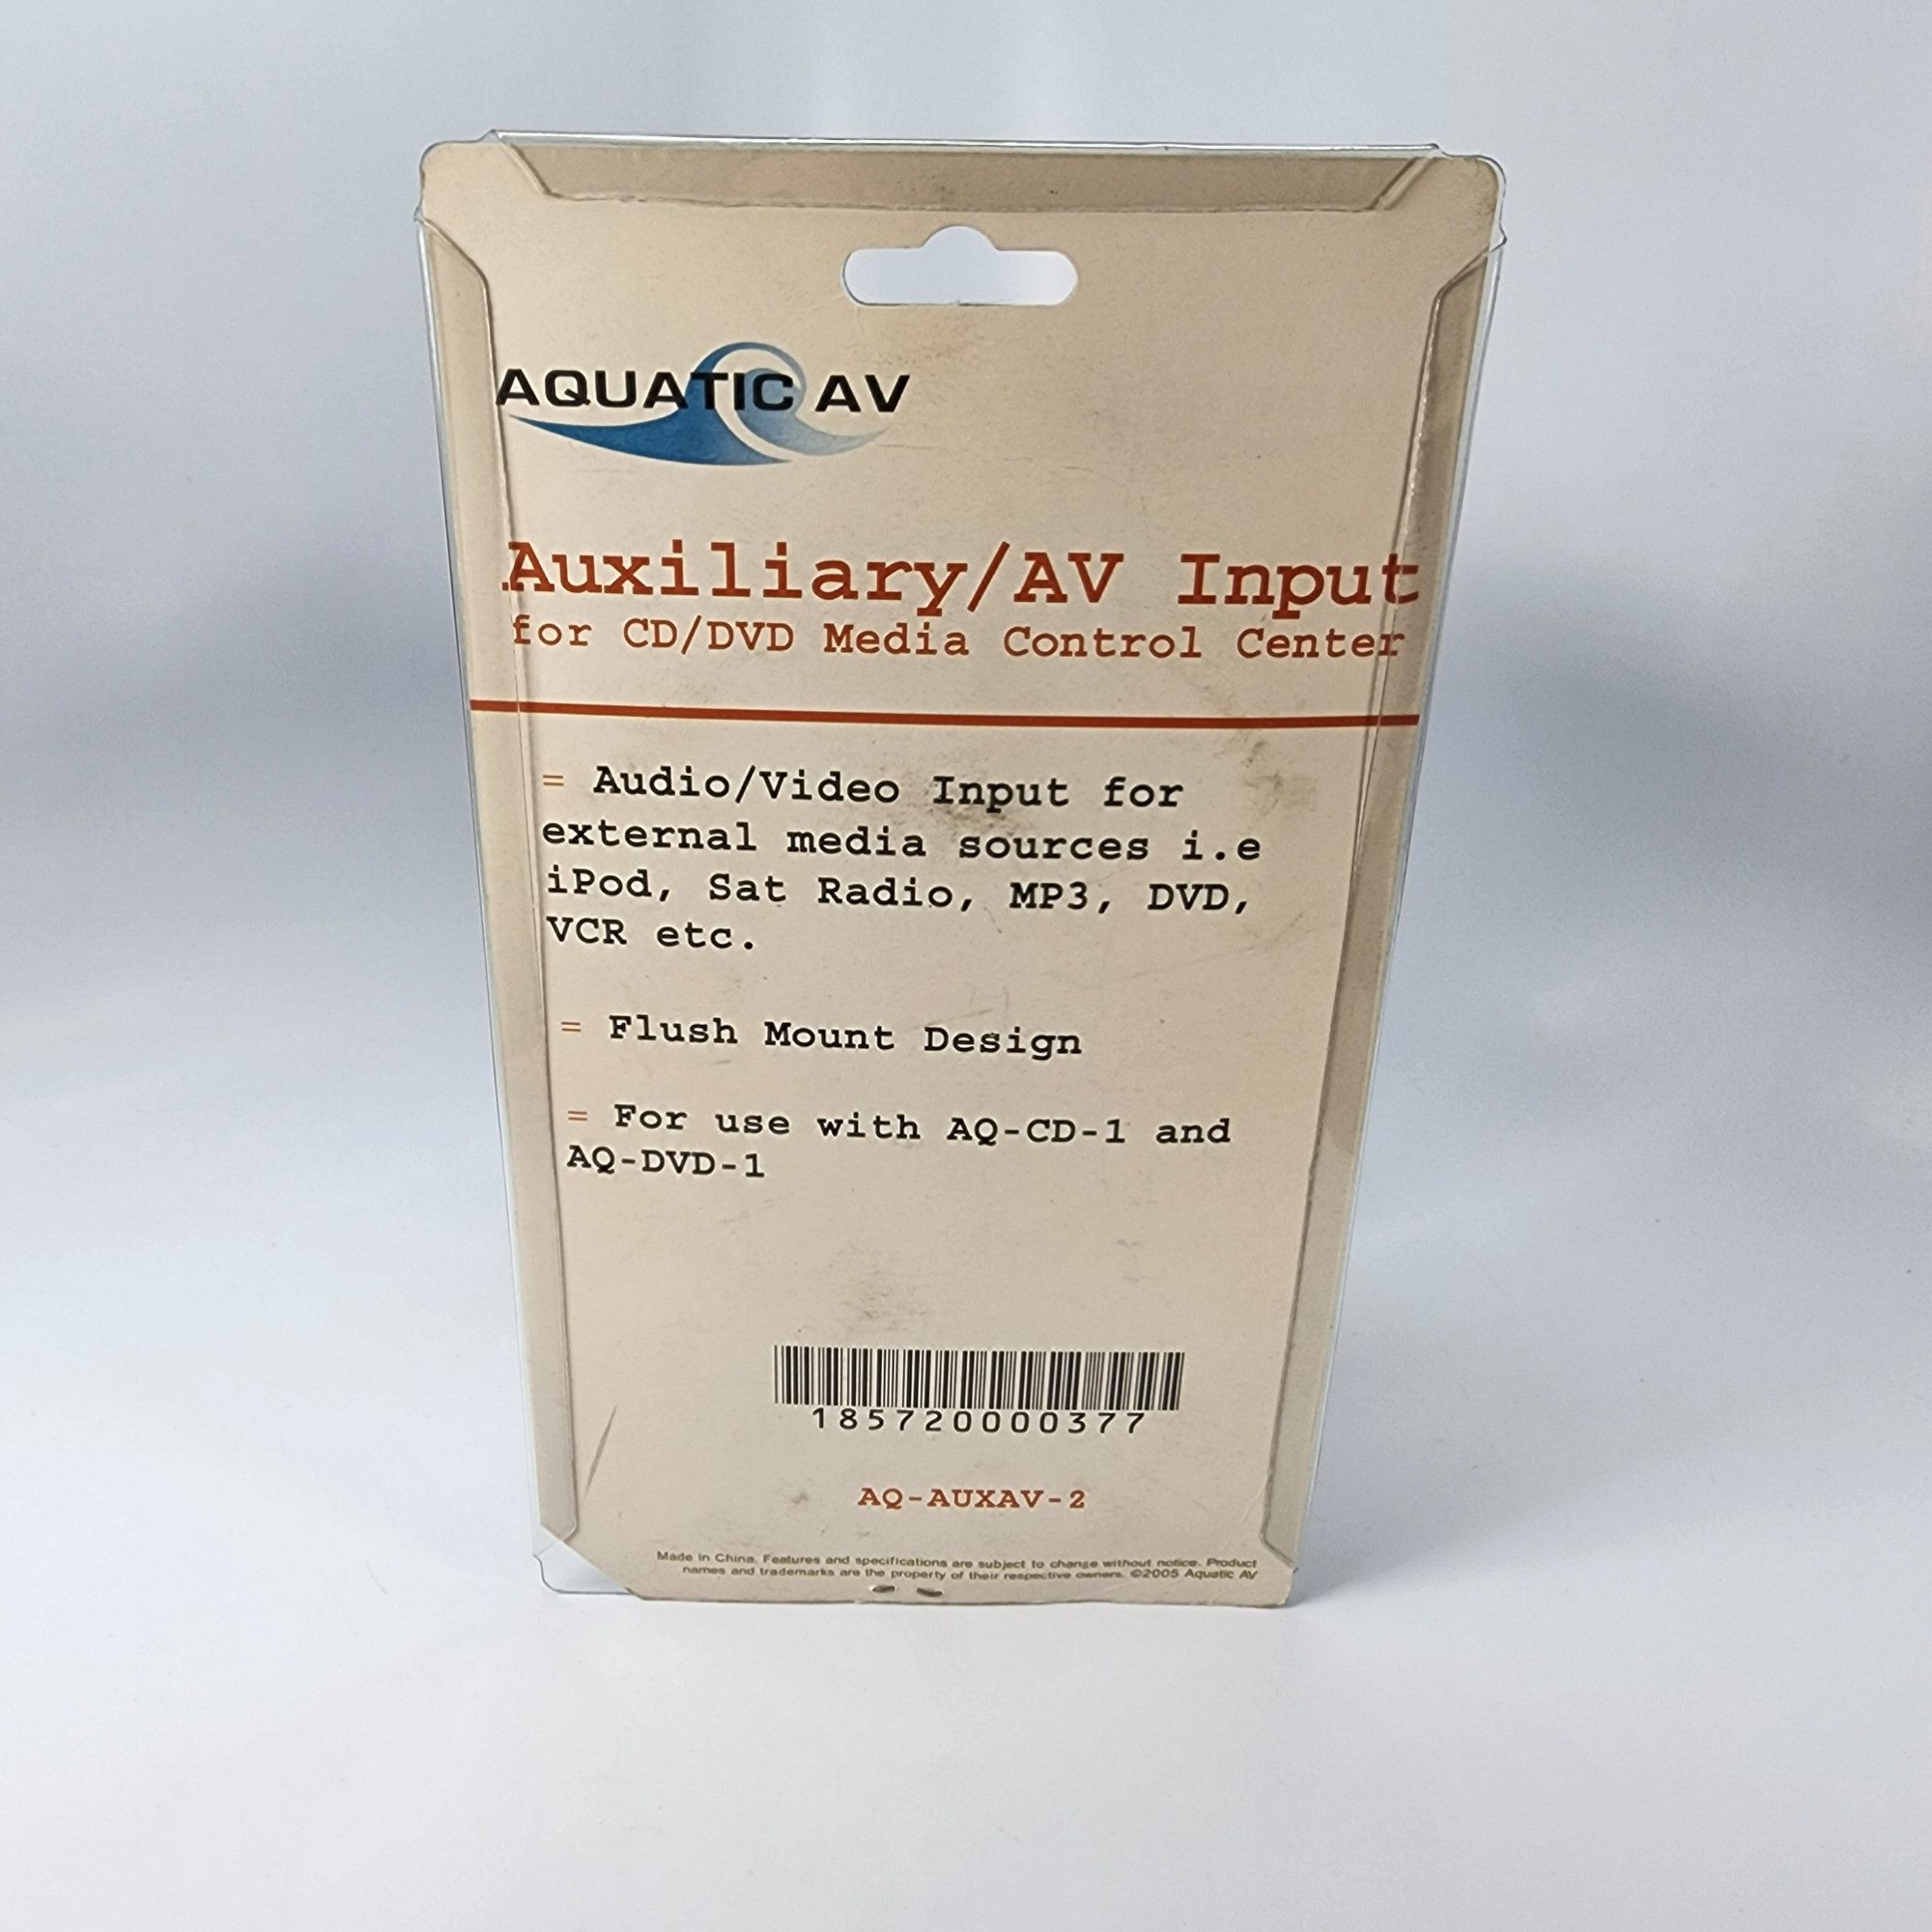 AQUATIC AV
Auxiliary/AV Input
for CD/DVD Media Control Center
= Audio/Video Input for
external media sources i.e
iPod, Sat Radio, MP3, DVD,
VCR etc.
= Flush Mount Design
= For use with AQ-CD-1 and
AQ-DVD-1
185720000377
AQ-AUXAV-2
Made in China. Features and specifications are subject to change without notice. Product
names and trademarks are the property of their respective owners. ©2005 Aquatic AV